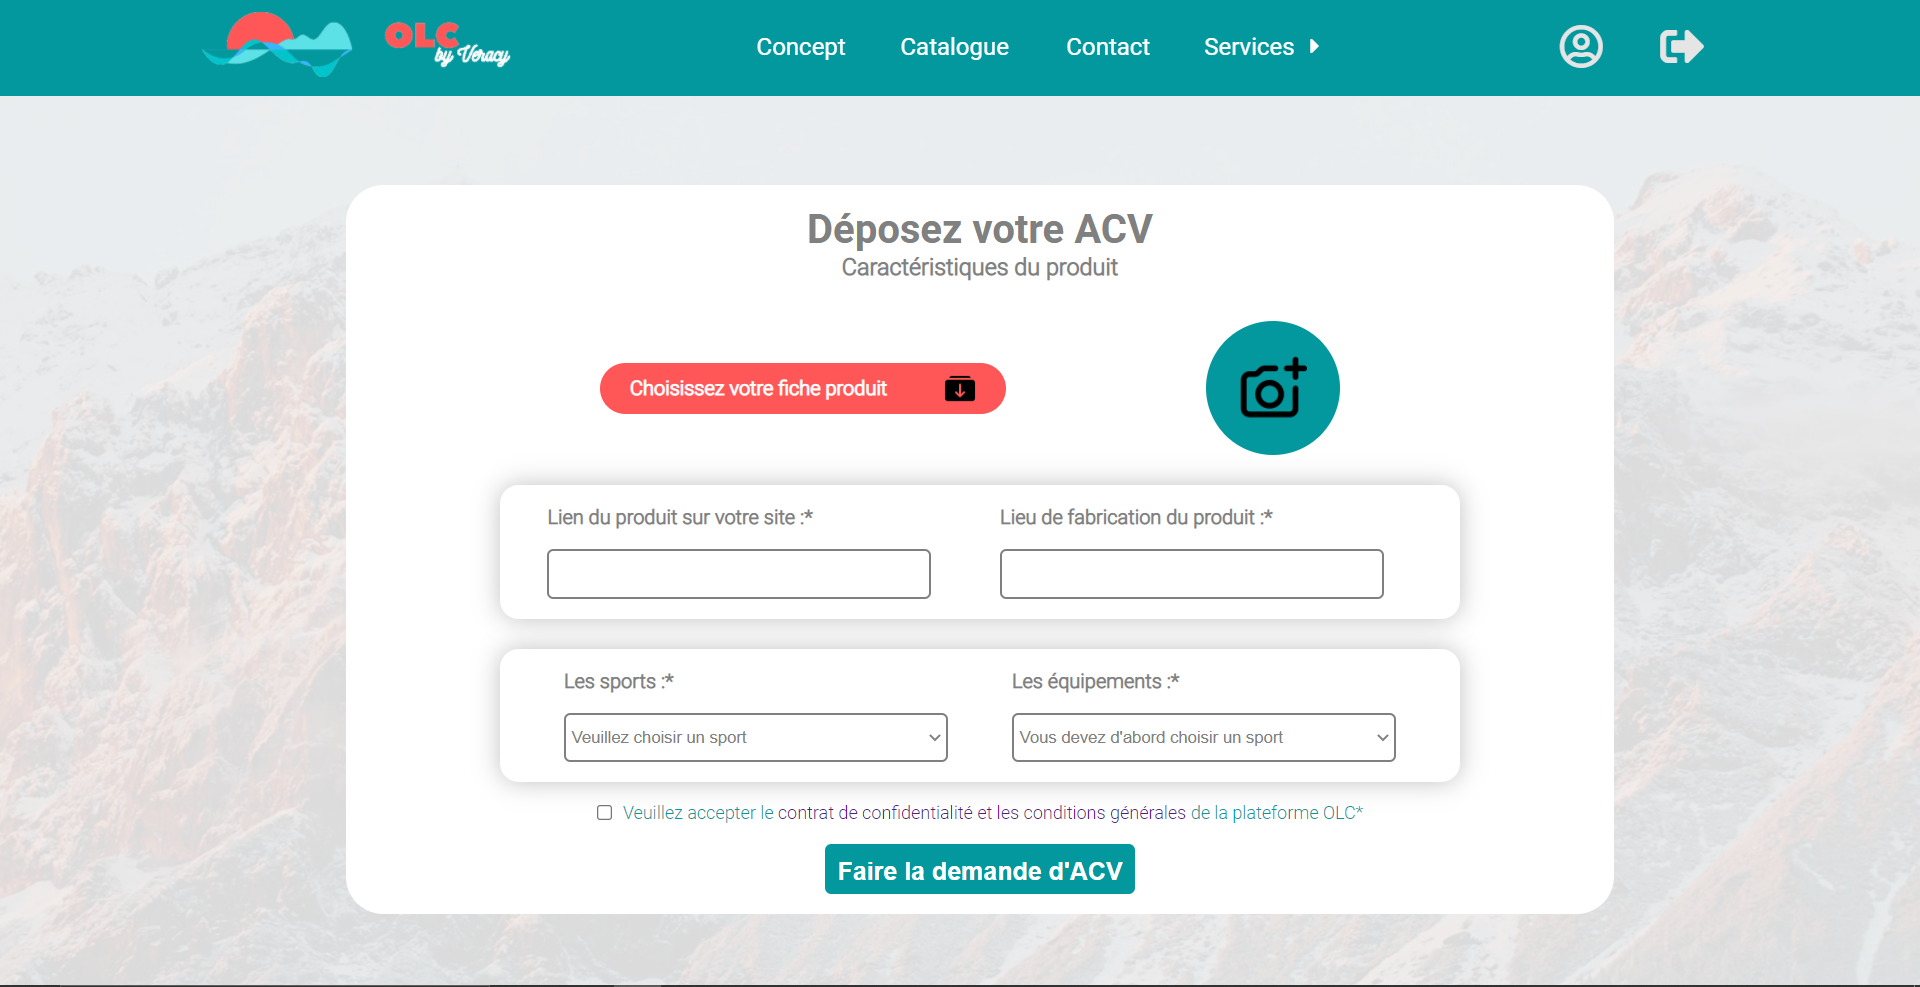 OLC
by Veracy
Concept Catalogue Contact Services
Déposez votre ACV
Caractéristiques du produit
Choisissez votre fiche produit
Lien du produit sur votre site :* Lieu de fabrication du produit :*
Les sports :* Les équipements :*
Veuillez choisir un sport Vous devez d'abord choisir un sport
Veuillez accepter le contrat de confidentialité et les conditions générales de la plateforme OLC*
Faire la demande d'ACV